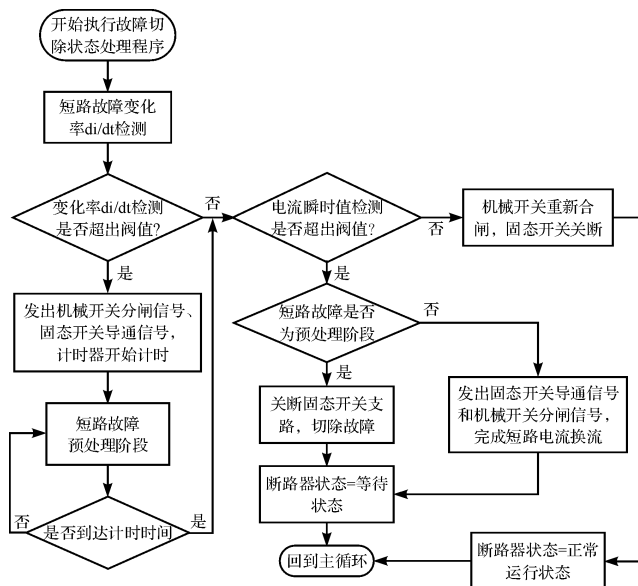 开始执行故障切
除状态处理程序
短路故障变化
率di/dt检测
变化率di/dt检测
是否超出阀值?
否
是
发出机械开关分闸信号、
固态开关导通信号，
计时器开始计时
短路故障
预处理阶段
是否到达计时时间
否
是
电流瞬时值检测
是否超出阀值?
否
是
机械开关重新合
闸，固态开关关断
短路故障是否
为预处理阶段
否
是
关断固态开关支
路，切除故障
发出固态开关导通信号
和机械开关分闸信号，
完成短路电流换流
断路器状态=等待
状态
回到主循环
断路器状态=正常
运行状态